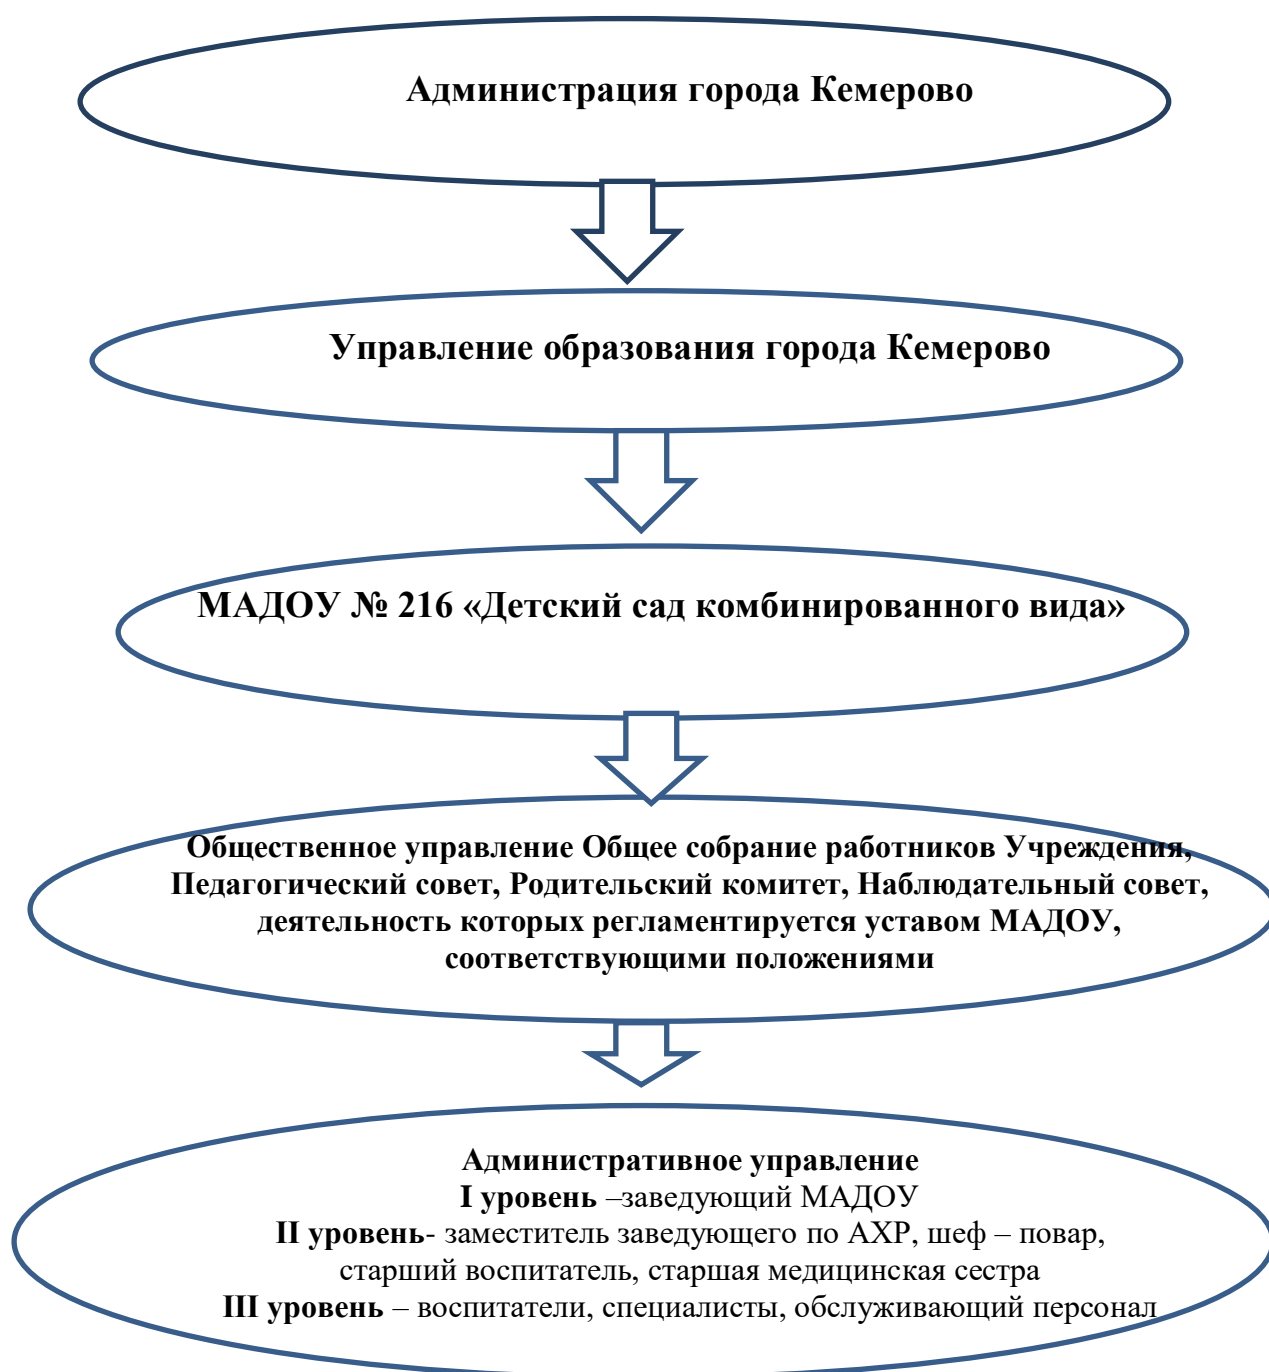 Администрация города Кемерово
Управление образования города Кемерово
МАДОУ № 216 «Детский сад комбинированного вида»
Общественное управление Общее собрание работников Учреждения,
Педагогический совет, Родительский комитет, Наблюдательный совет,
деятельность которых регламентируется уставом МАДОУ,
соответствующими положениями
Административное управление
I уровень –заведующий МАДОУ
II уровень- заместитель заведующего по АХР, шеф – повар,
старший воспитатель, старшая медицинская сестра
III уровень – воспитатели, специалисты, обслуживающий персонал